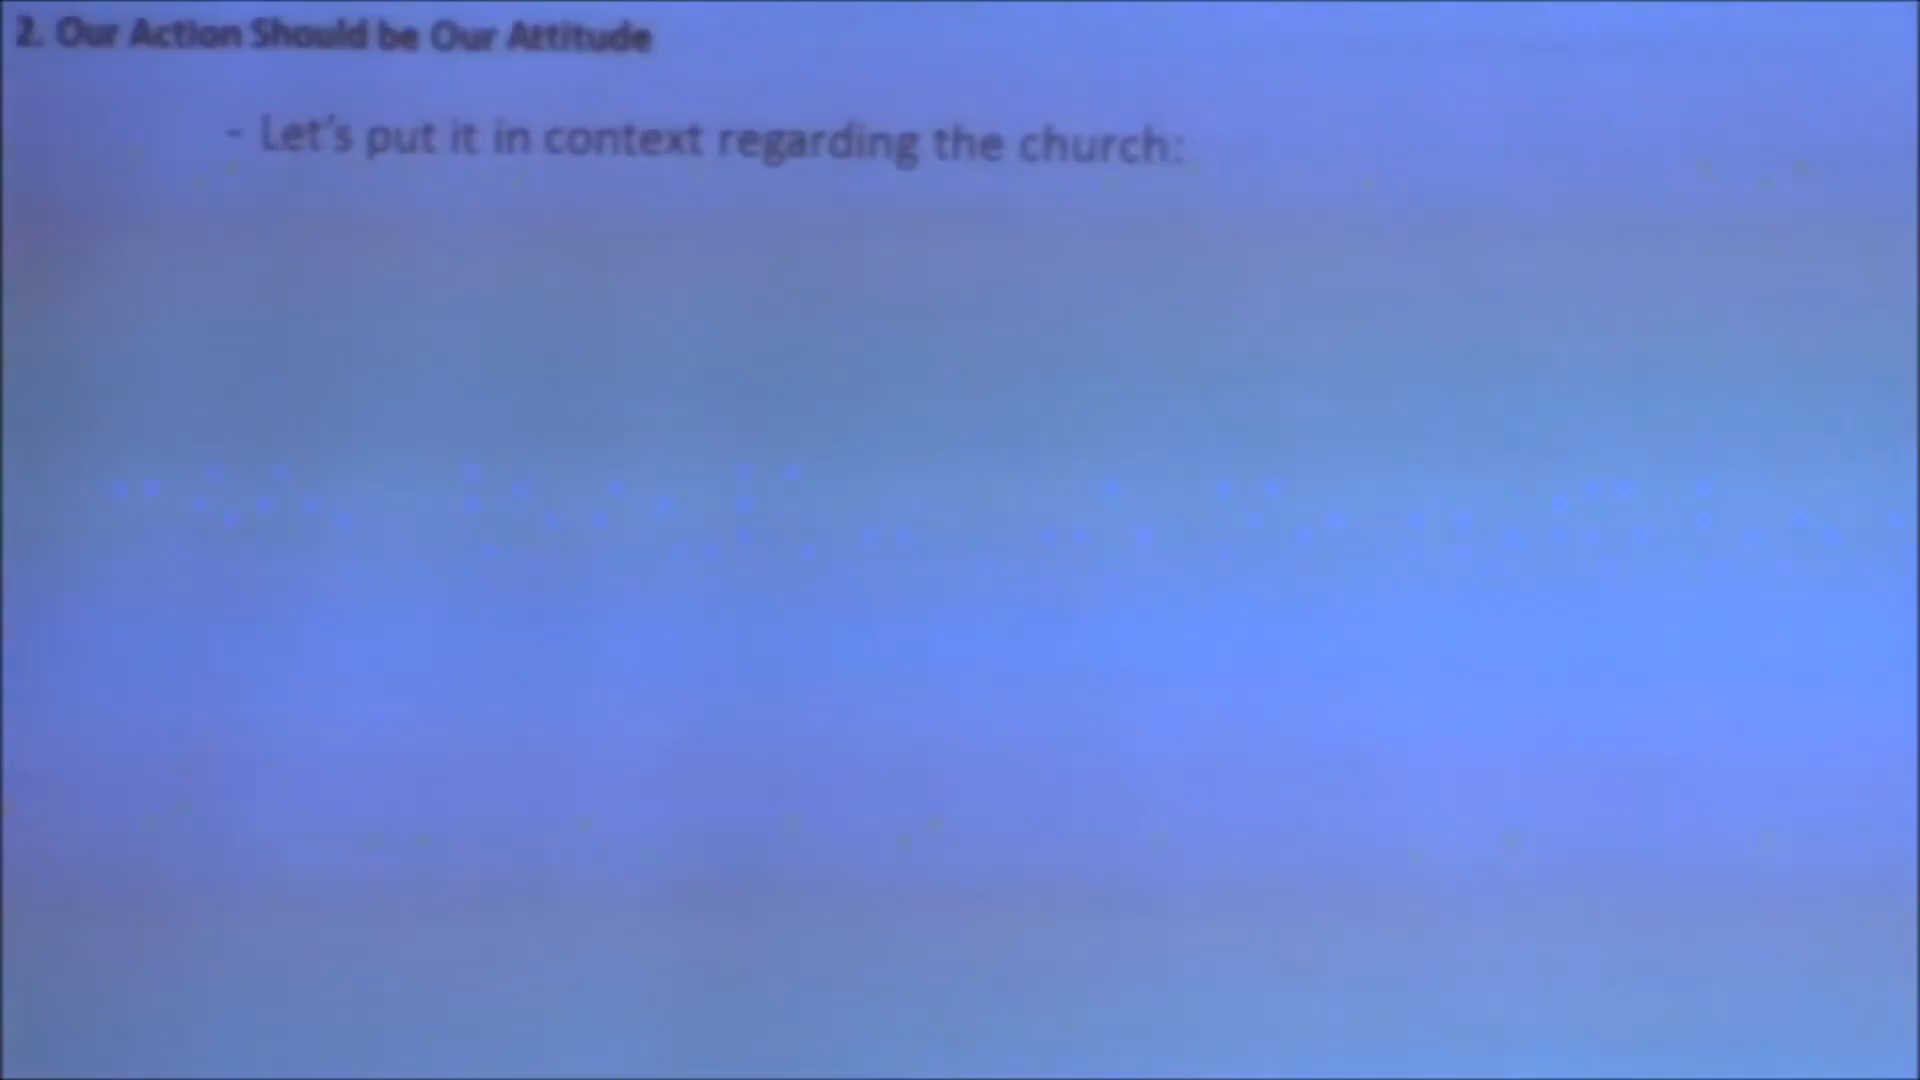 2. Our Action Should be Our Attitude
- Let's put it in context regarding the church: